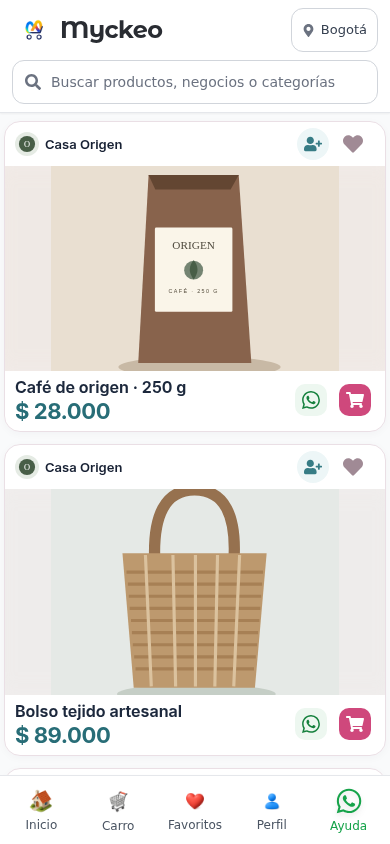 Myckeo
Bogotá
Buscar productos, negocios o categorías
O
Casa Origen
ORIGEN
CAFÉ · 250 G
Café de origen · 250 g
$ 28.000
O
Casa Origen
Bolso tejido artesanal
$ 89.000
Inicio
Carro
Favoritos
Perfil
Ayuda